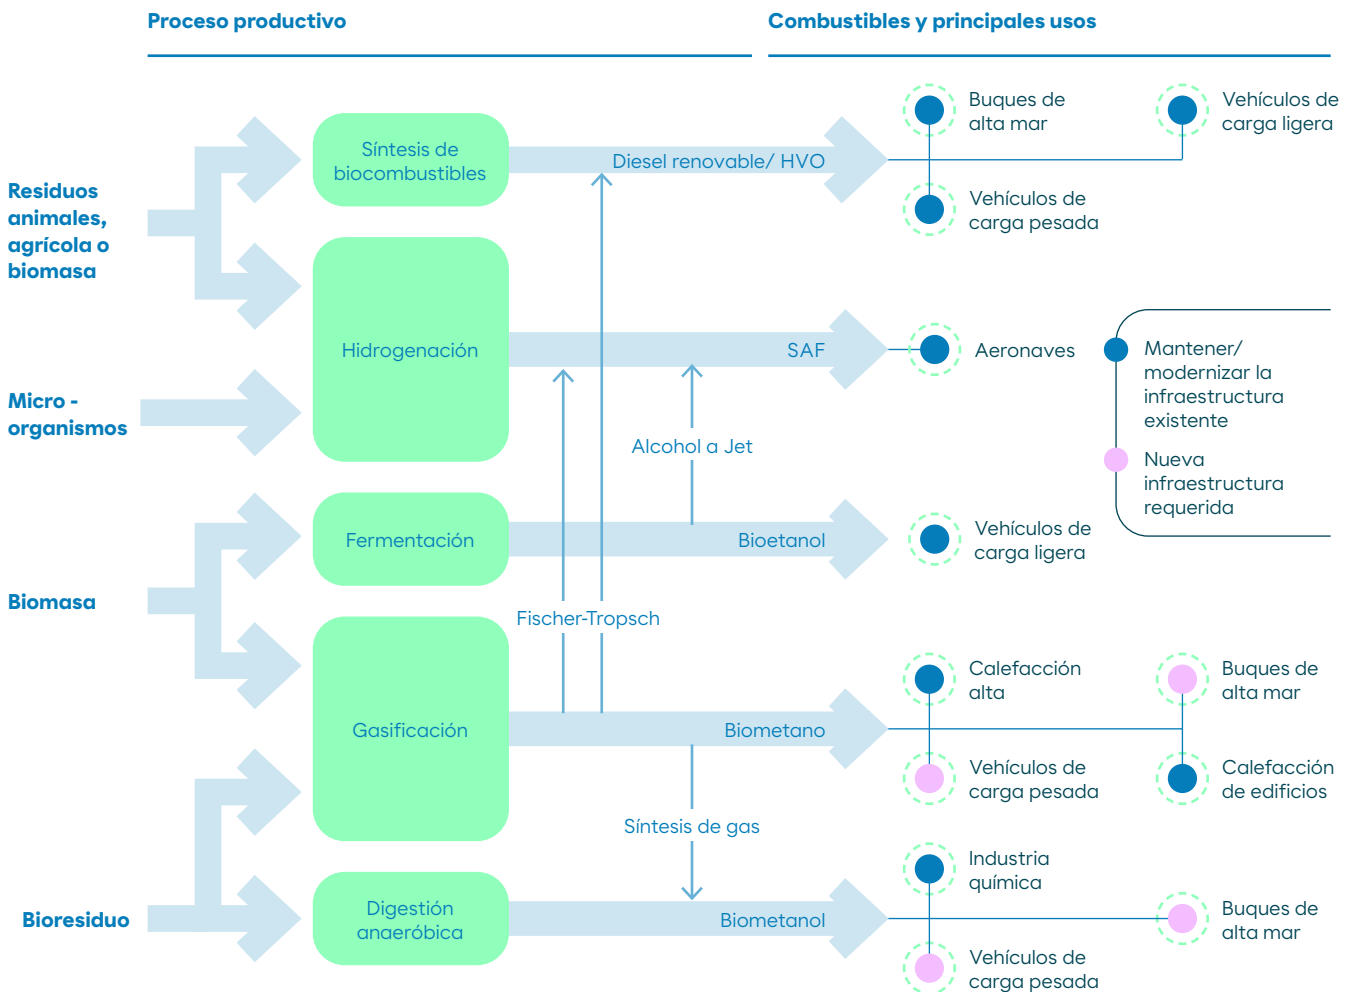 Proceso productivo
Combustibles y principales usos
Residuos
animales,
agrícola o
biomasa
Síntesis de
biocombustibles
Diesel renovable/ HVO
Buques de
alta mar
Vehículos de
carga ligera
Vehículos de
carga pesada
Micro -
organismos
Hidrogenación
SAF
Aeronaves
Mantener/
modernizar la
infraestructura
existente
Nueva
infraestructura
requerida
Alcohol a Jet
Biomasa
Fermentación
Bioetanol
Vehículos de
carga ligera
Fischer-Tropsch
Gasificación
Biometano
Calefacción
alta
Buques de
alta mar
Vehículos de
carga pesada
Calefacción
de edificios
Síntesis de gas
Bioresiduo
Digestión
anaeróbica
Biometanol
Industria
química
Buques de
alta mar
Vehículos de
carga pesada